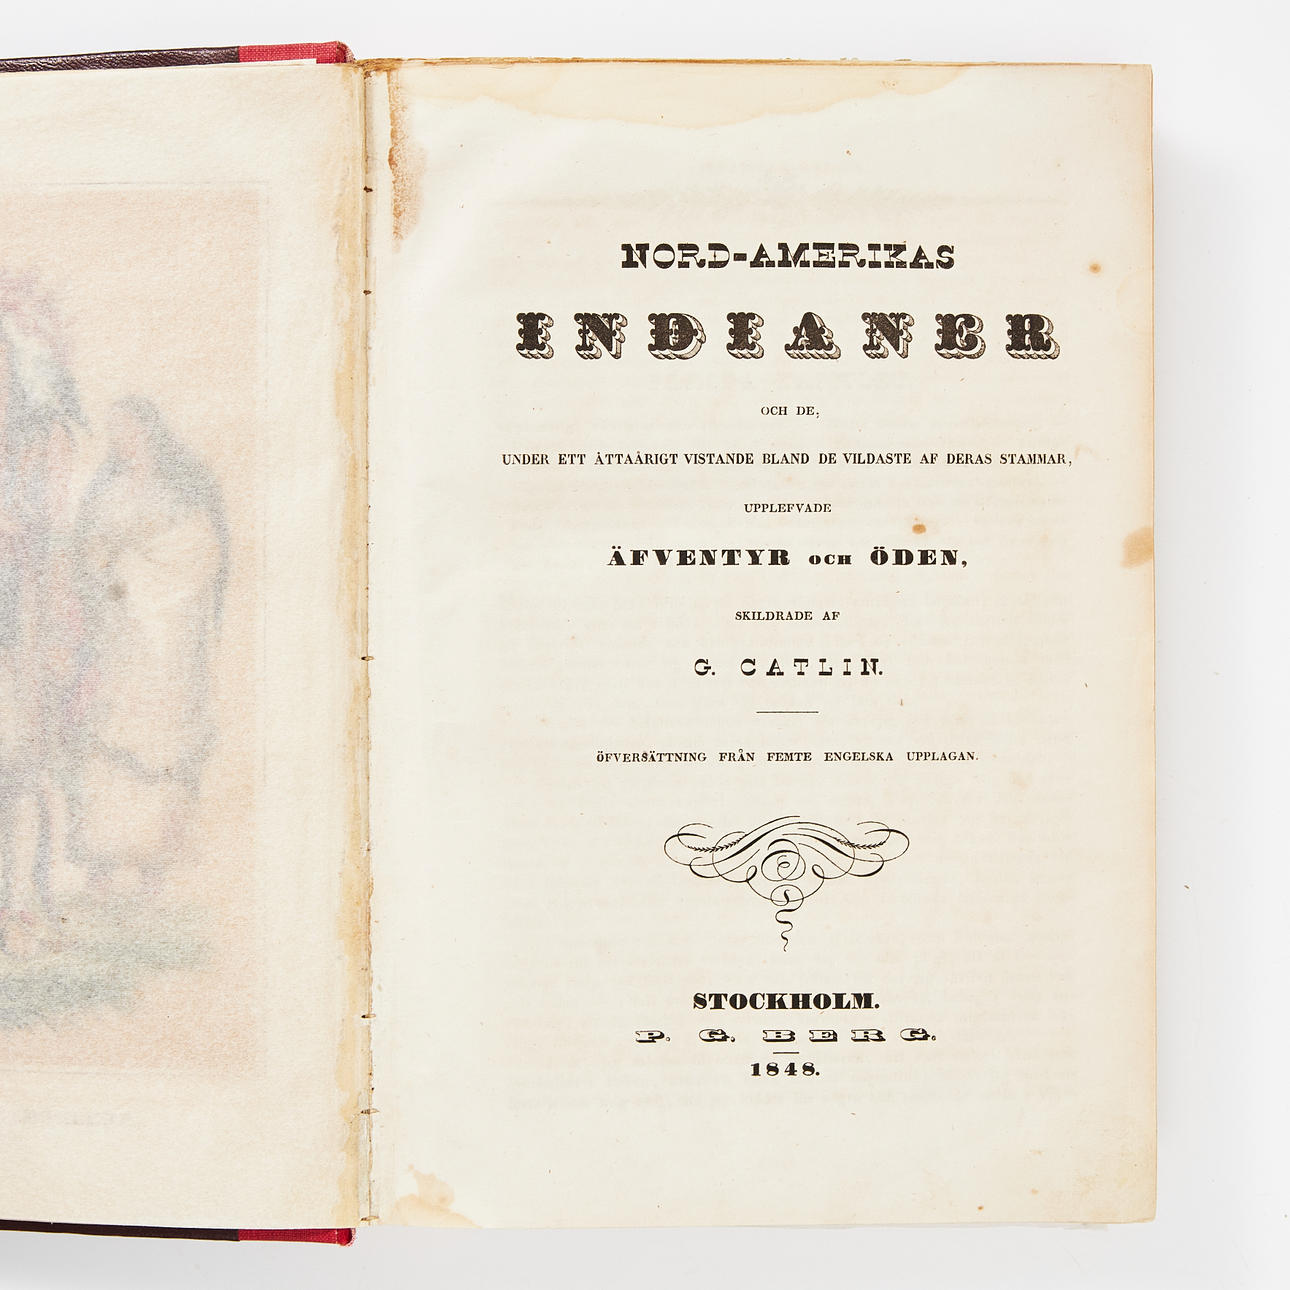 NORD-AMERIKAS
INDIANER
OCH DE,
UNDER ETT ÅTTAÅRIGT VISTANDE BLAND DE VILDASTE AF DERAS STAMMAR,
UPPLEFVADE
ÄFVENTYR OCH ÖDEN,
SKILDRADE AF
G. CATLIN.
ÖFVERSÄTTNING FRÅN FEMTE ENGELSKA UPPLAGAN.
STOCKHOLM.
P. G. BERG.
1848.